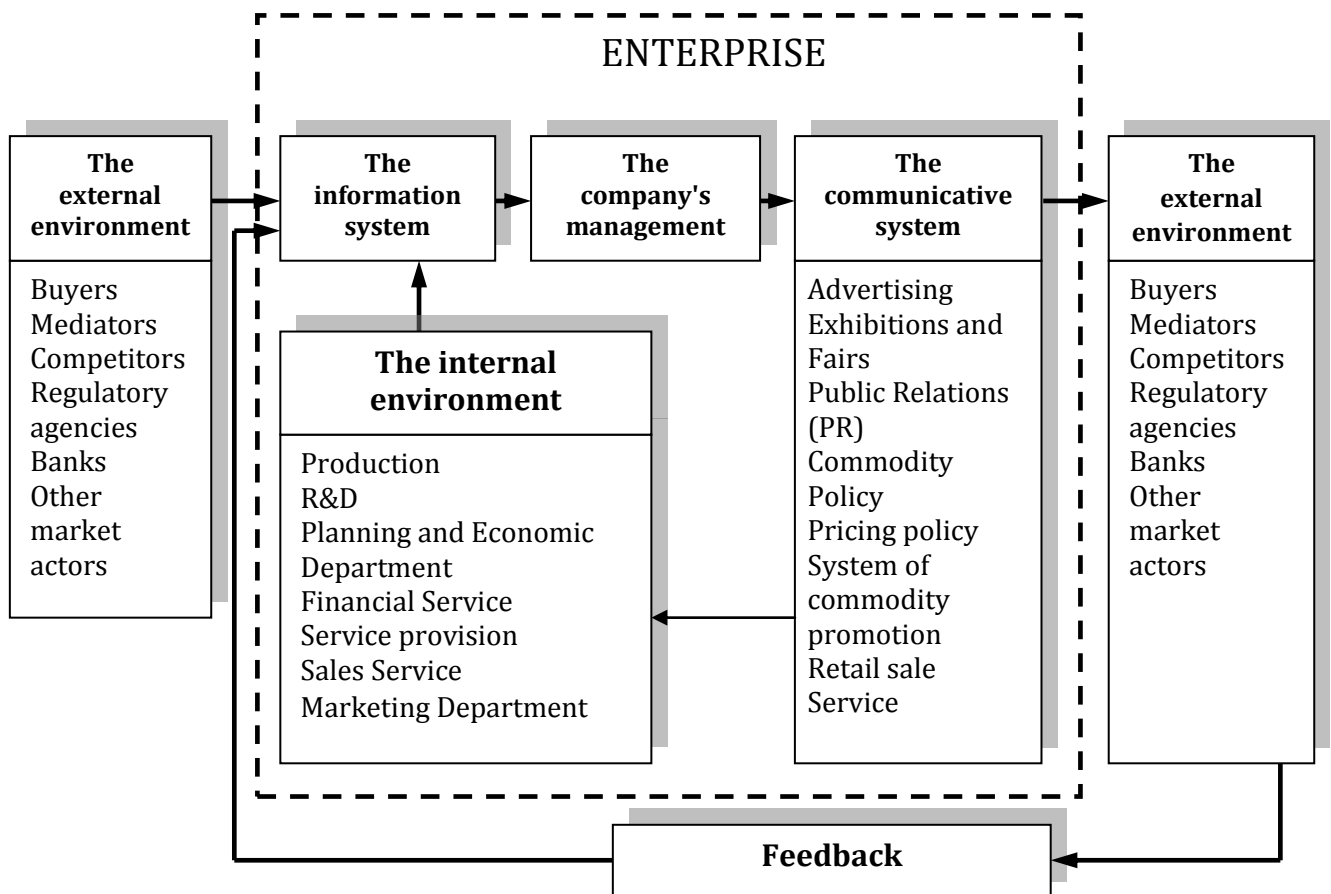 ENTERPRISE
The
external
environment
Buyers
Mediators
Competitors
Regulatory
agencies
Banks
Other
market
actors
The
information
system
The
company's
management
The internal
environment
Production
R&D
Planning and Economic
Department
Financial Service
Service provision
Sales Service
Marketing Department
The
communicative
system
Advertising
Exhibitions and
Fairs
Public Relations
(PR)
Commodity
Policy
Pricing policy
System of
commodity
promotion
Retail sale
Service
The
external
environment
Buyers
Mediators
Competitors
Regulatory
agencies
Banks
Other
market
actors
Feedback